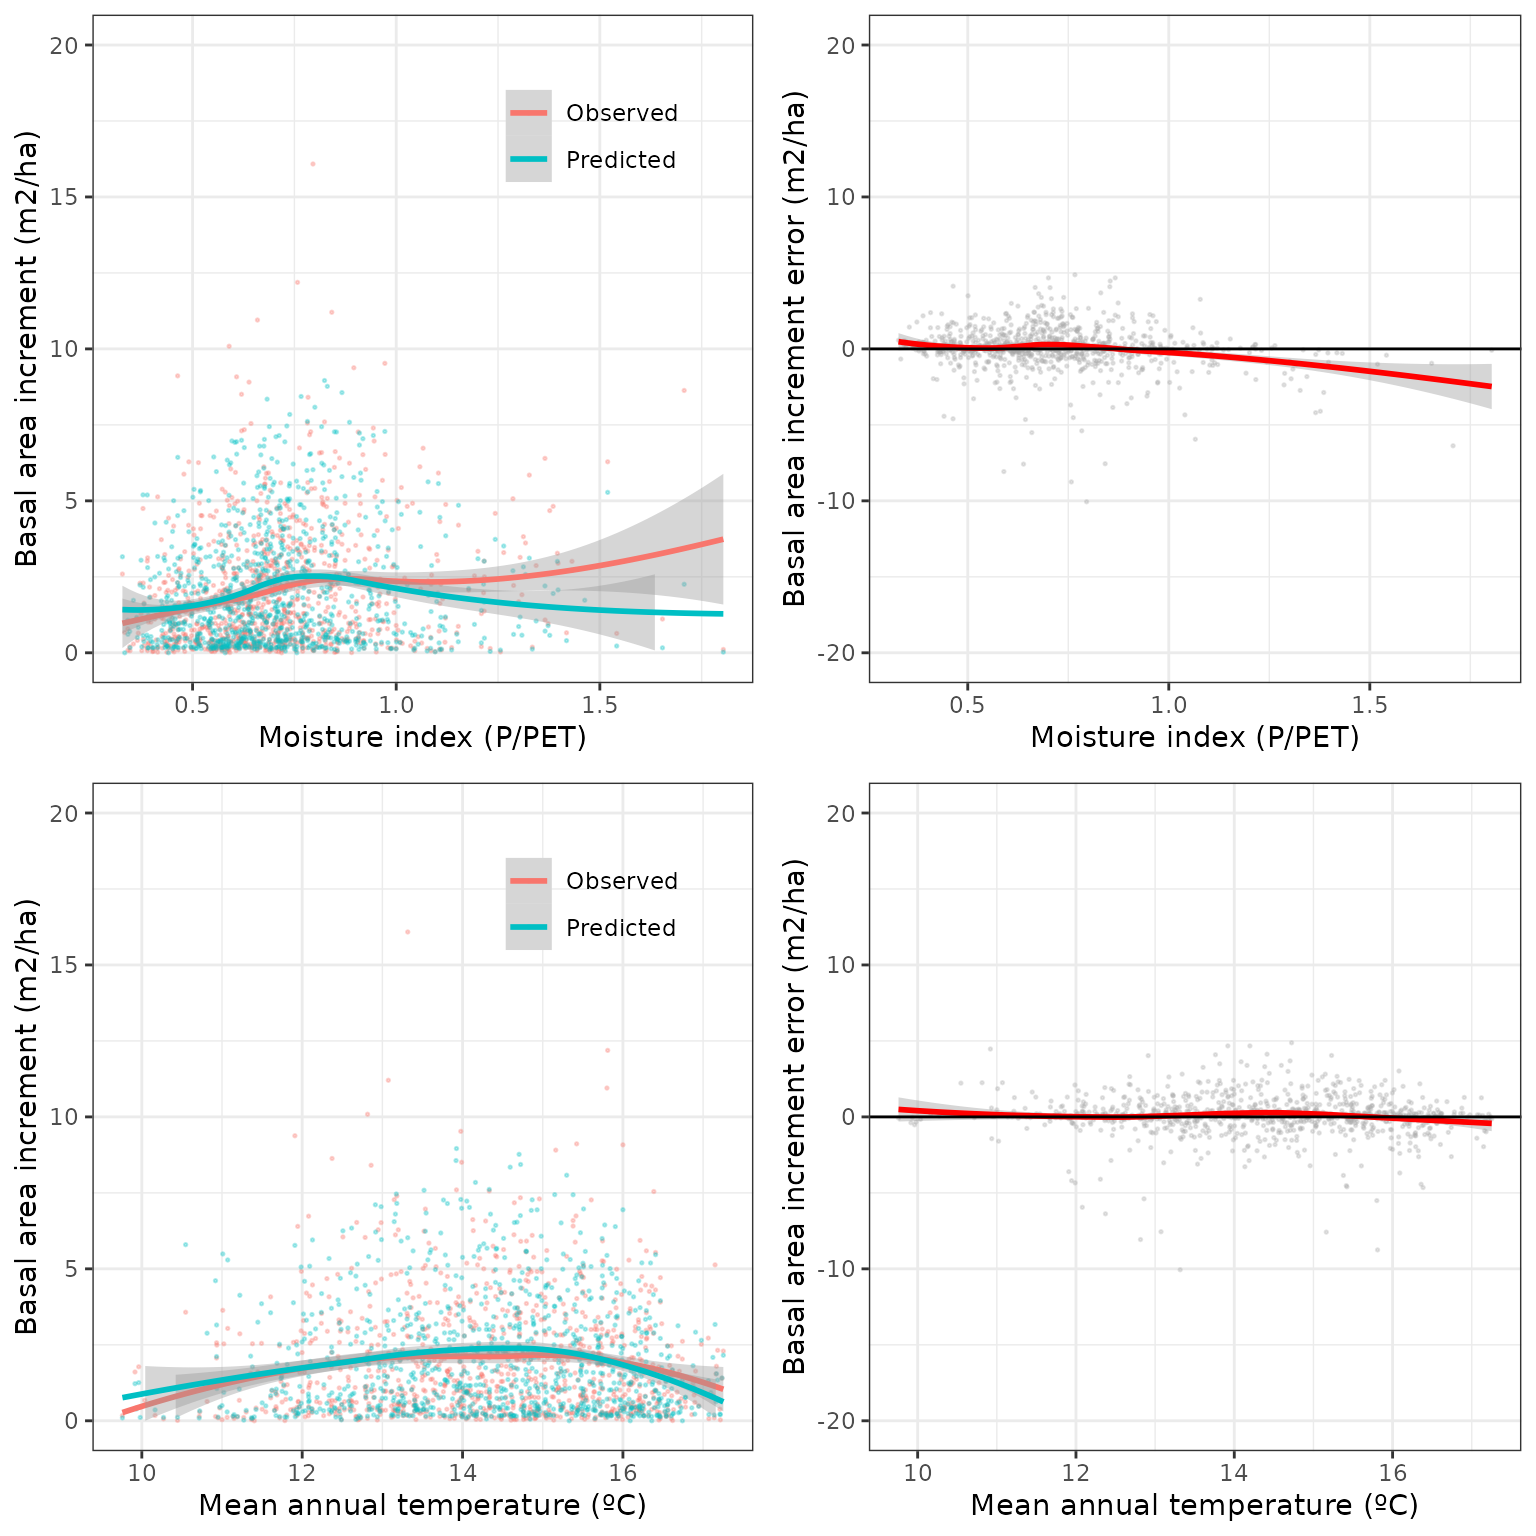 Basal area increment (m2/ha)
20
15
10
5
0
Observed
Predicted
0.5 1.0 1.5
Moisture index (P/PET)
Basal area increment error (m2/ha)
20
10
0
-10
-20
0.5 1.0 1.5
Moisture index (P/PET)
Basal area increment (m2/ha)
20
15
10
5
0
Observed
Predicted
10 12 14 16
Mean annual temperature (ºC)
Basal area increment error (m2/ha)
20
10
0
-10
-20
10 12 14 16
Mean annual temperature (ºC)